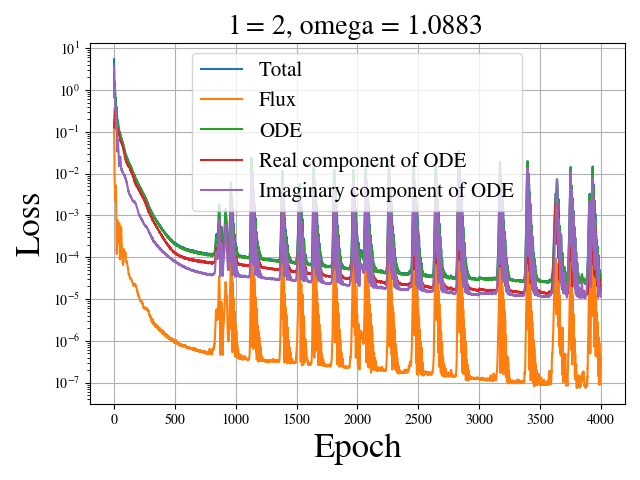 l = 2, omega = 1.0883
Loss
10^1
10^0
10^-1
10^-2
10^-3
10^-4
10^-5
10^-6
10^-7
Total
Flux
ODE
Real component of ODE
Imaginary component of ODE
0 500 1000 1500 2000 2500 3000 3500 4000
Epoch